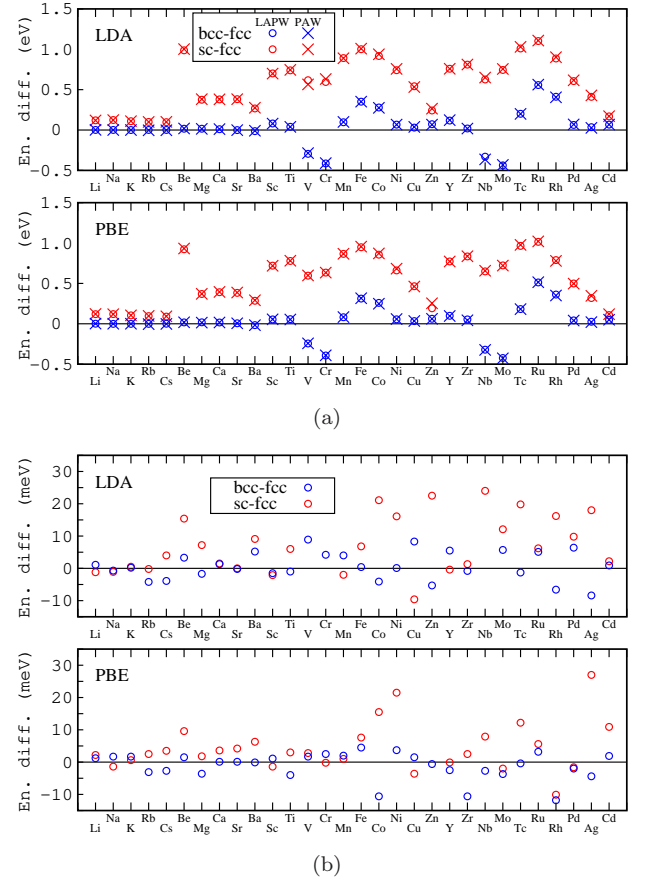 LAPW PAW
bcc-fcc
sc-fcc
LDA
En. diff. (eV)
1.5
1.0
0.5
0
−0.5
Li Na K Rb Cs Be Mg Ca Sr Ba Sc Ti V Cr Mn Fe Co Ni Cu Zn Y Zr Nb Mo Tc Ru Rh Pd Ag Cd
PBE
En. diff. (eV)
1.5
1.0
0.5
0
−0.5
Li Na K Rb Cs Be Mg Ca Sr Ba Sc Ti V Cr Mn Fe Co Ni Cu Zn Y Zr Nb Mo Tc Ru Rh Pd Ag Cd
(a)
LDA
bcc-fcc
sc-fcc
En. diff. (meV)
30
20
10
0
−10
Li Na K Rb Cs Be Mg Ca Sr Ba Sc Ti V Cr Mn Fe Co Ni Cu Zn Y Zr Nb Mo Tc Ru Rh Pd Ag Cd
PBE
En. diff. (meV)
30
20
10
0
−10
Li Na K Rb Cs Be Mg Ca Sr Ba Sc Ti V Cr Mn Fe Co Ni Cu Zn Y Zr Nb Mo Tc Ru Rh Pd Ag Cd
(b)